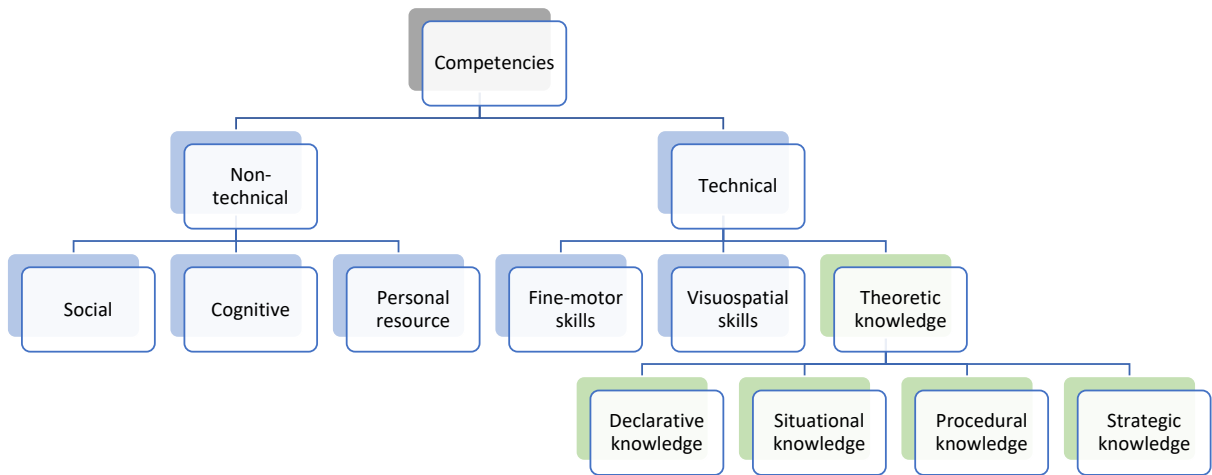 Competencies
Non-
technical
Technical
Social
Cognitive
Personal
resource
Fine-motor
skills
Visuospatial
skills
Theoretic
knowledge
Declarative
knowledge
Situational
knowledge
Procedural
knowledge
Strategic
knowledge